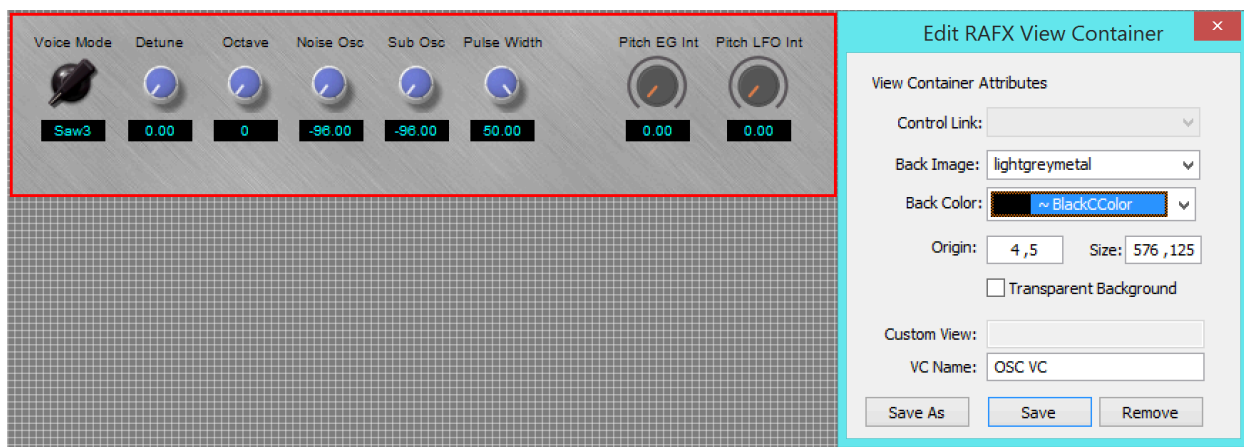 Voice Mode Detune Octave Noise Osc Sub Osc Pulse Width Pitch EG Int Pitch LFO Int
Saw3 0.00 0 -96.00 -96.00 50.00 0.00 0.00
Edit RAFX View Container
View Container Attributes
Control Link:
Back Image: lightgreymetal
Back Color: ~ BlackCColor
Origin: 4 ,5 Size: 576 ,125
Transparent Background
Custom View:
VC Name: OSC VC
Save As Save Remove